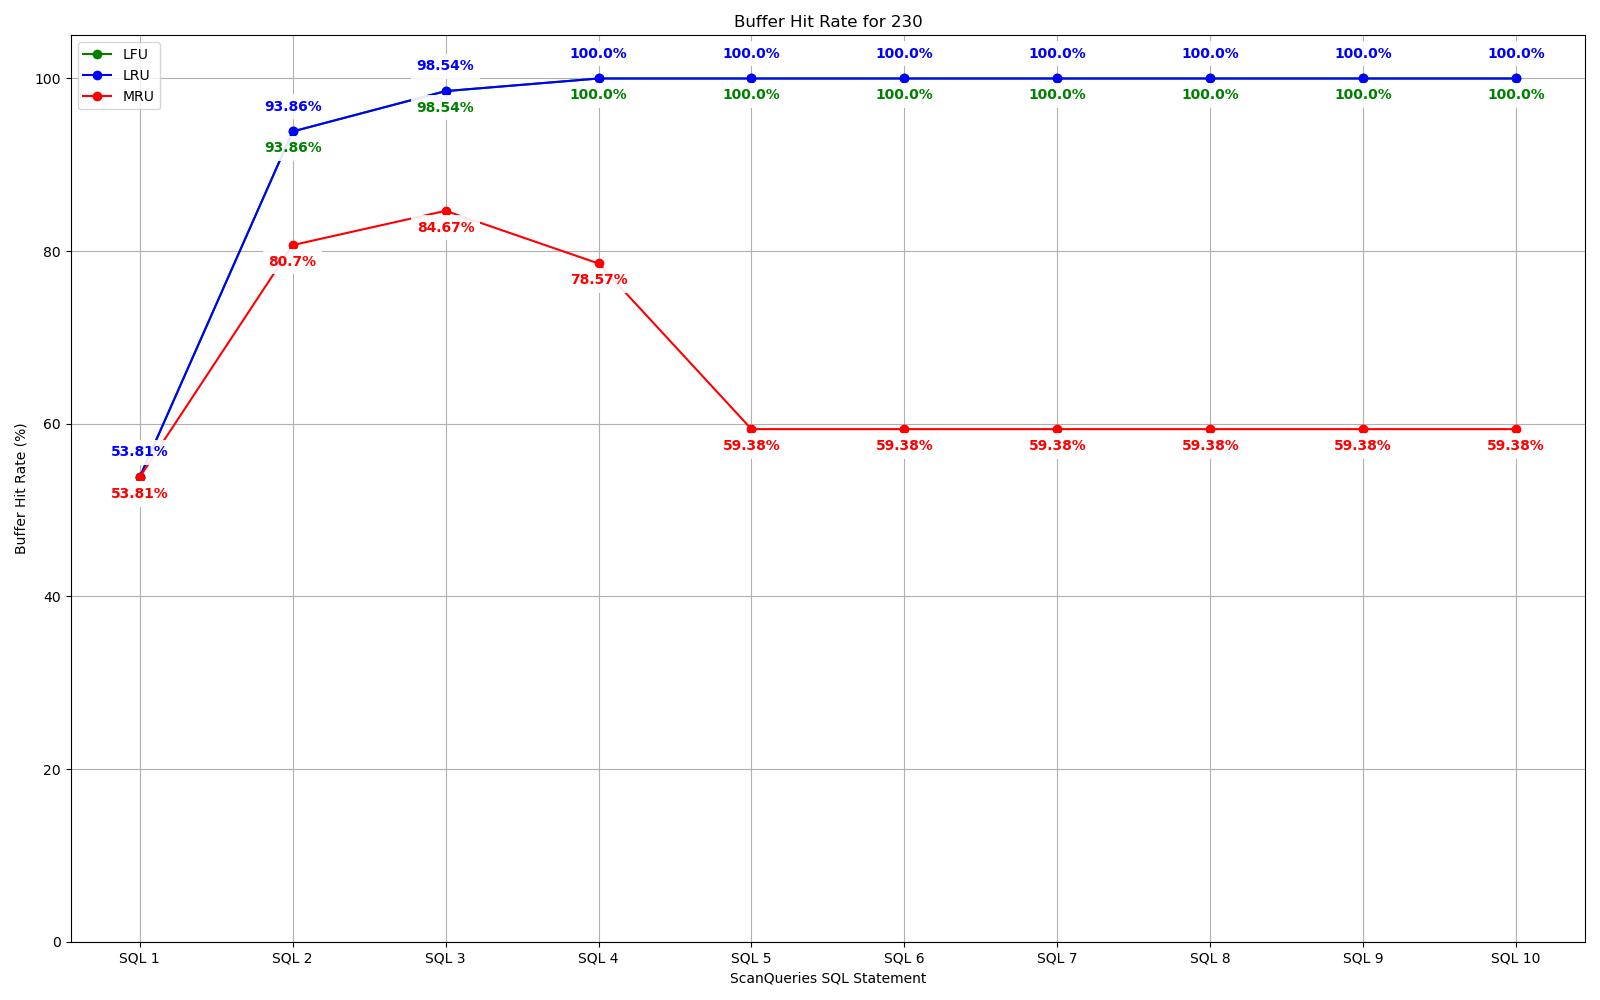 Buffer Hit Rate for 230
LFU
LRU
MRU
Buffer Hit Rate (%)
100
80
60
40
20
0
53.81%
93.86%
98.54%
100.0%
100.0%
100.0%
100.0%
100.0%
100.0%
100.0%
93.86%
98.54%
100.0%
100.0%
100.0%
100.0%
100.0%
100.0%
100.0%
53.81%
80.7%
84.67%
78.57%
59.38%
59.38%
59.38%
59.38%
59.38%
59.38%
SQL 1
SQL 2
SQL 3
SQL 4
SQL 5
SQL 6
SQL 7
SQL 8
SQL 9
SQL 10
ScanQueries SQL Statement